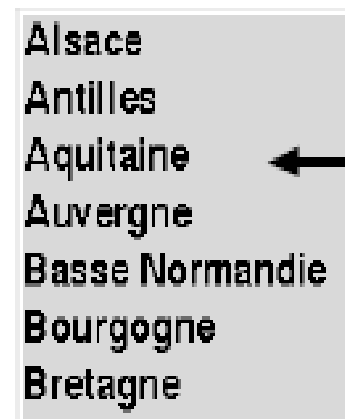 Alsace
Antilles
Aquitaine
Auvergne
Basse Normandie
Bourgogne
Bretagne